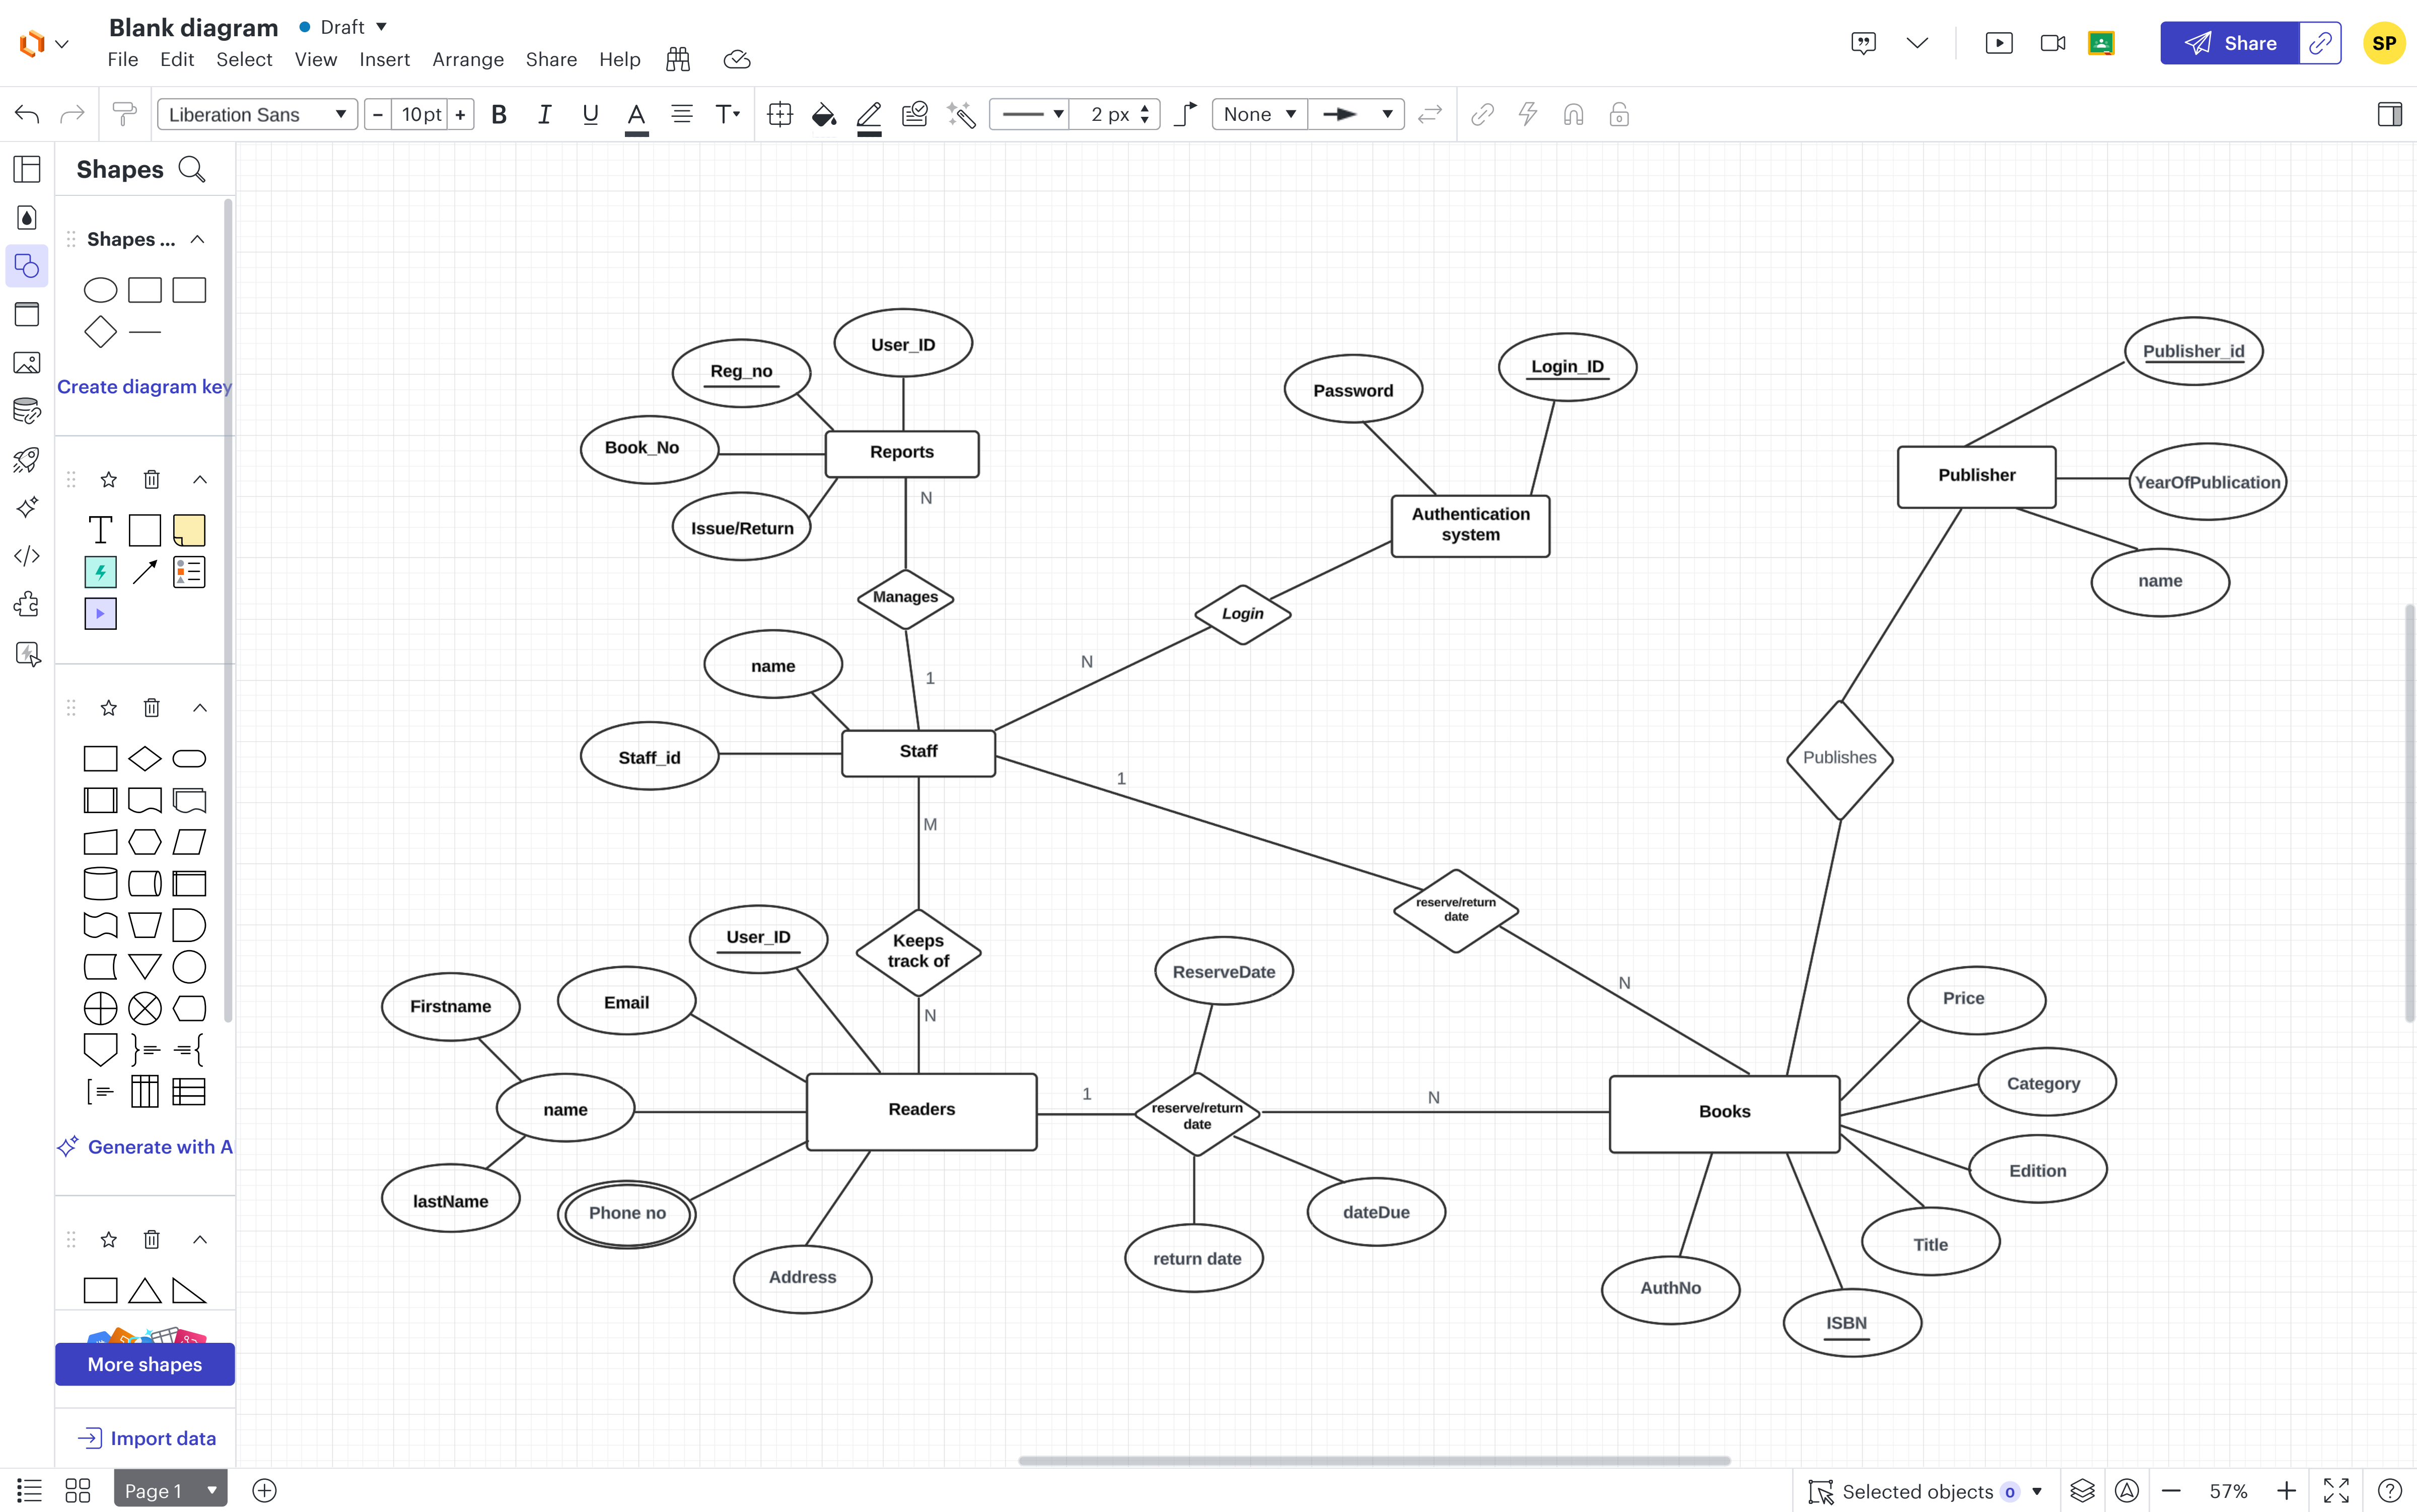 Blank diagram
Draft
File Edit Select View Insert Arrange Share Help
Share
SP
Liberation Sans
10pt
B
I
U
A
T
2 px
None
Shapes
Shapes ...
Create diagram key
T
Generate with A
More shapes
Import data
User_ID
Reg_no
Book_No
Reports
Issue/Return
N
Manages
1
Password
Login_ID
Authentication
system
Login
N
Publisher_id
Publisher
YearOfPublication
name
Publishes
name
Staff_id
Staff
1
M
Keeps
track of
N
reserve/return
date
N
User_ID
Email
Firstname
name
lastName
Phone no
Address
Readers
1
ReserveDate
reserve/return
date
N
return date
dateDue
Books
Price
Category
Edition
Title
AuthNo
ISBN
Page 1
Selected objects 0
57%
?